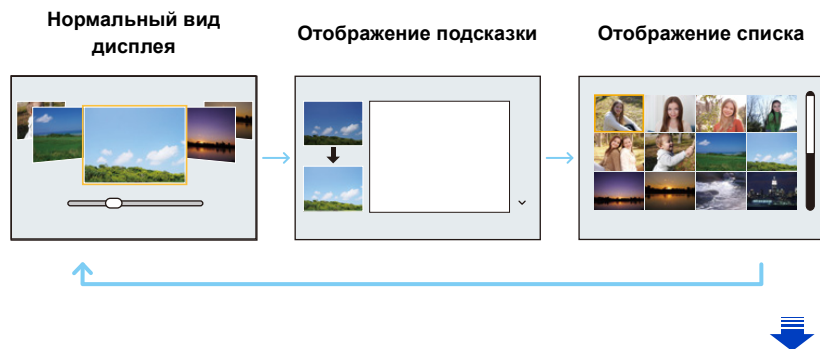 Нормальный вид
дисплея
Отображение подсказки
Отображение списка